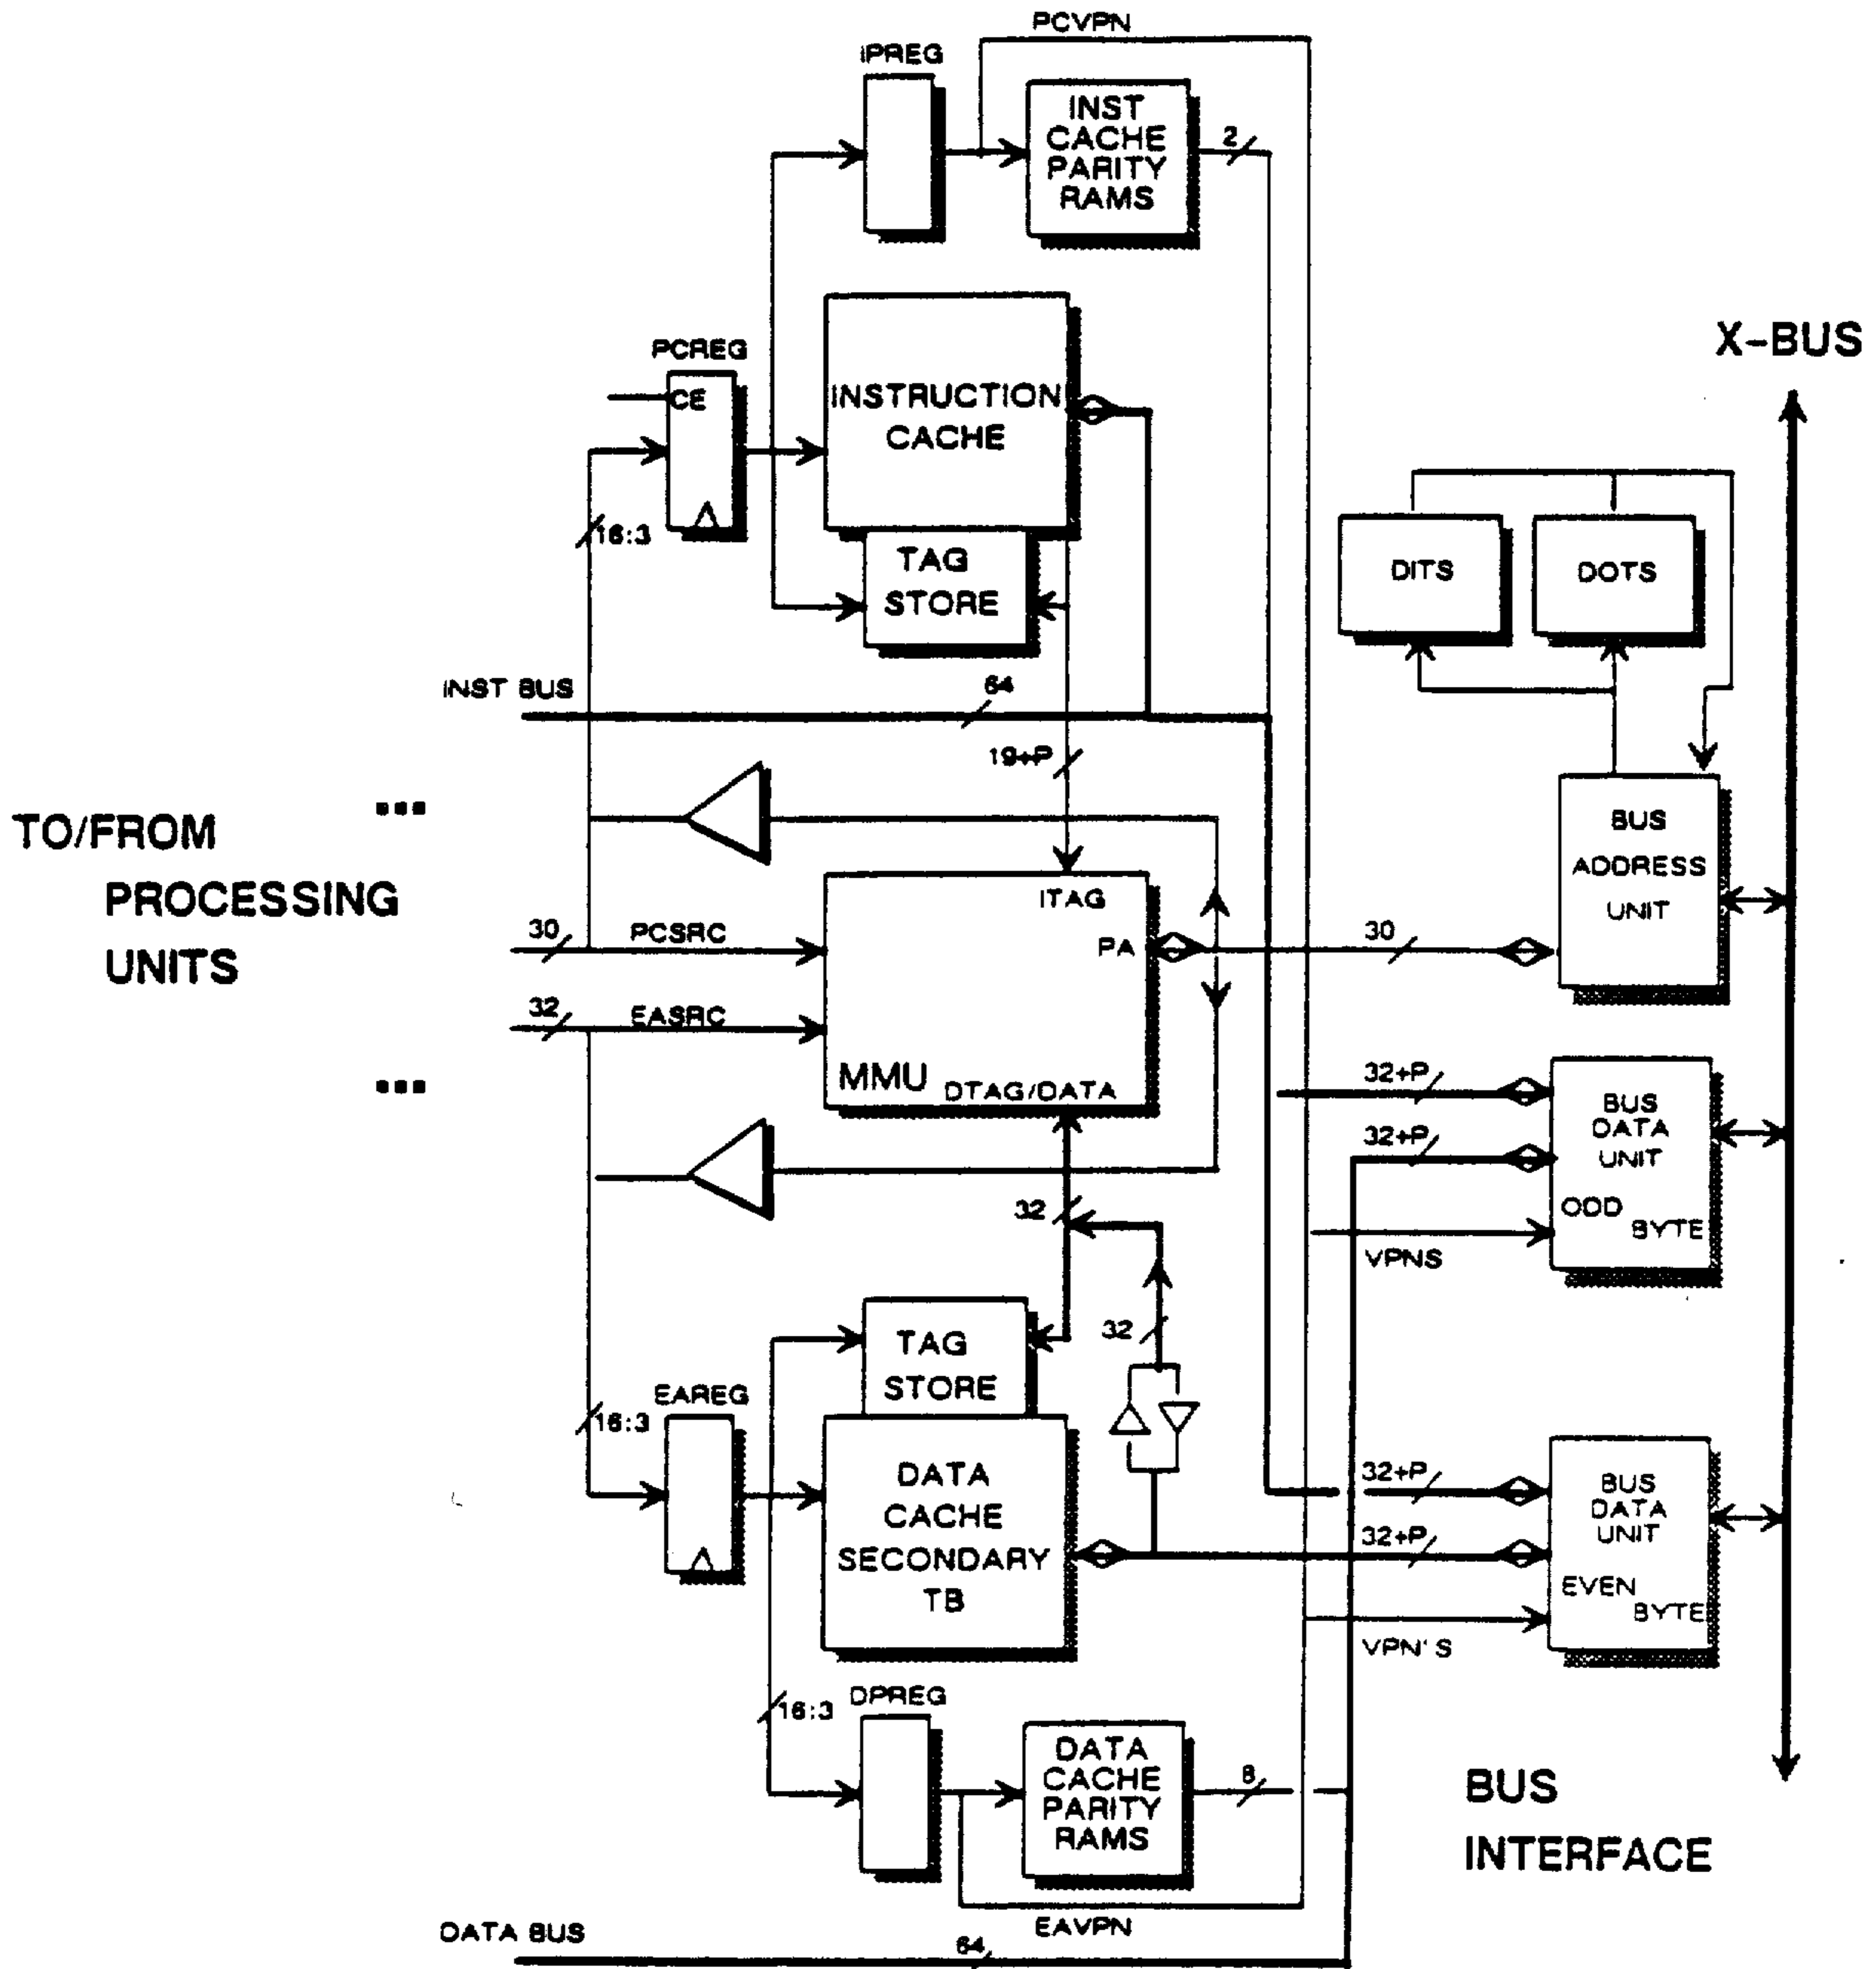 PCVPN
IPREG
INST
CACHE
PARITY
RAMS
2
X-BUS
PCREG
CE
INSTRUCTION
CACHE
16:3
TAG
STORE
DITS
DOTS
INST BUS
64
19+P
TO/FROM
PROCESSING
UNITS
...
BUS
ADDRESS
UNIT
ITAG
30
PCSRC
PA
30
32
EASRC
MMU
DTAG/DATA
...
32+P
BUS
DATA
UNIT
32+P
ODD
BYTE
VPNS
32
32
TAG
STORE
EAREG
16:3
DATA
CACHE
SECONDARY
TB
32+P
BUS
DATA
UNIT
32+P
EVEN
BYTE
VPN'S
16:3
DPREG
DATA
CACHE
PARITY
RAMS
8
BUS
INTERFACE
EAVPN
DATA BUS
64